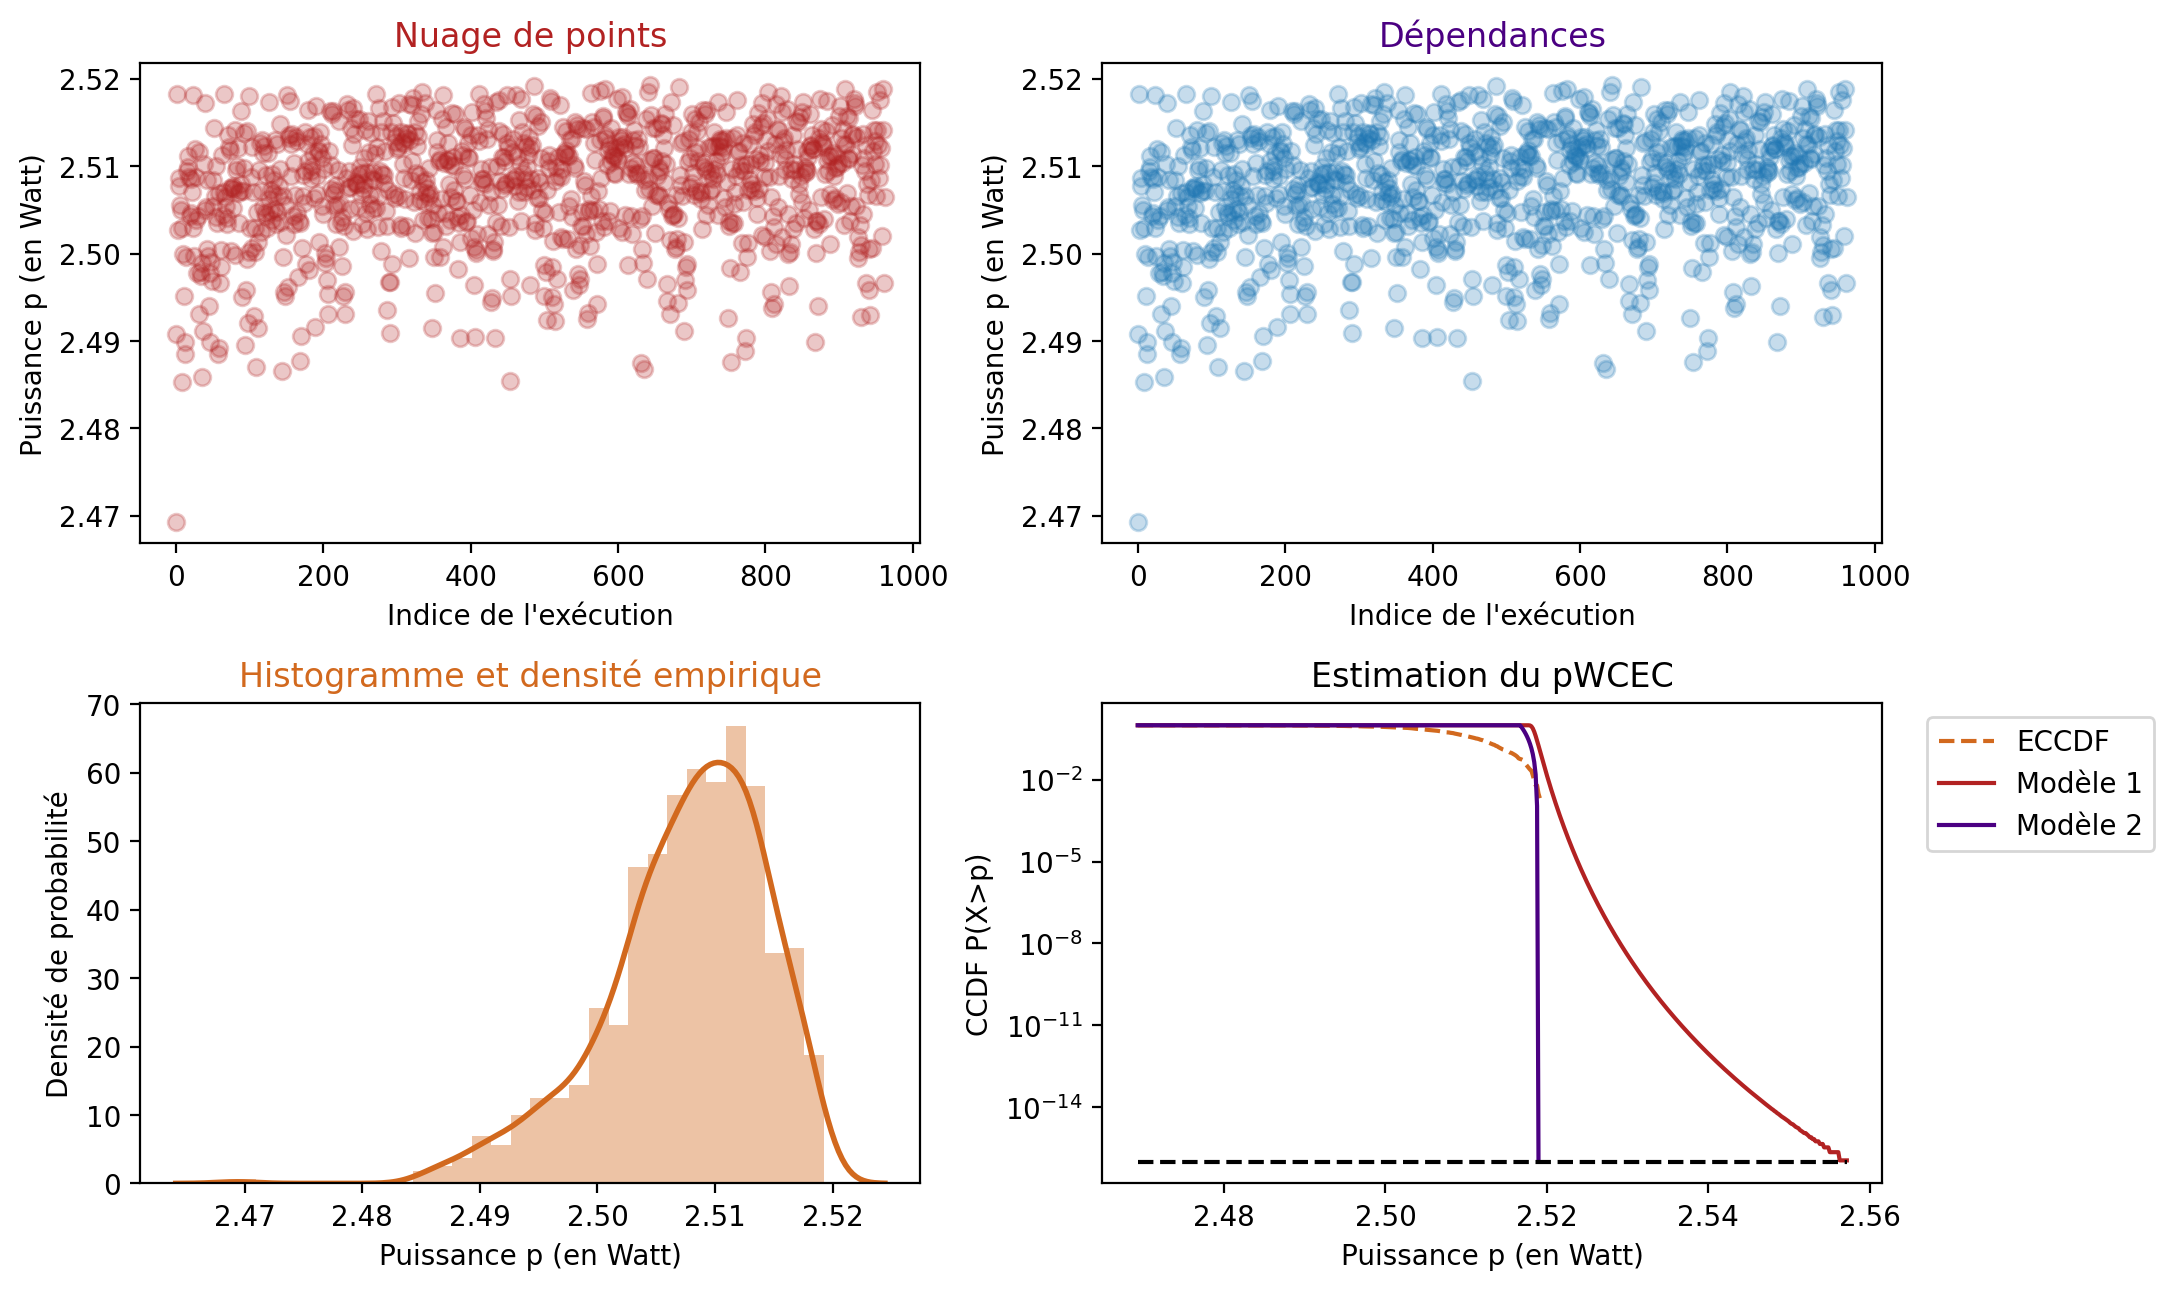 Nuage de points
Puissance p (en Watt)
2.52
2.51
2.50
2.49
2.48
2.47
0 200 400 600 800 1000
Indice de l'exécution
Dépendances
Puissance p (en Watt)
2.52
2.51
2.50
2.49
2.48
2.47
0 200 400 600 800 1000
Indice de l'exécution
Histogramme et densité empirique
Densité de probabilité
70
60
50
40
30
20
10
0
2.47 2.48 2.49 2.50 2.51 2.52
Puissance p (en Watt)
Estimation du pWCEC
CCDF P(X>p)
10⁻²
10⁻⁵
10⁻⁸
10⁻¹¹
10⁻¹⁴
2.48 2.50 2.52 2.54 2.56
Puissance p (en Watt)
ECCDF
Modèle 1
Modèle 2